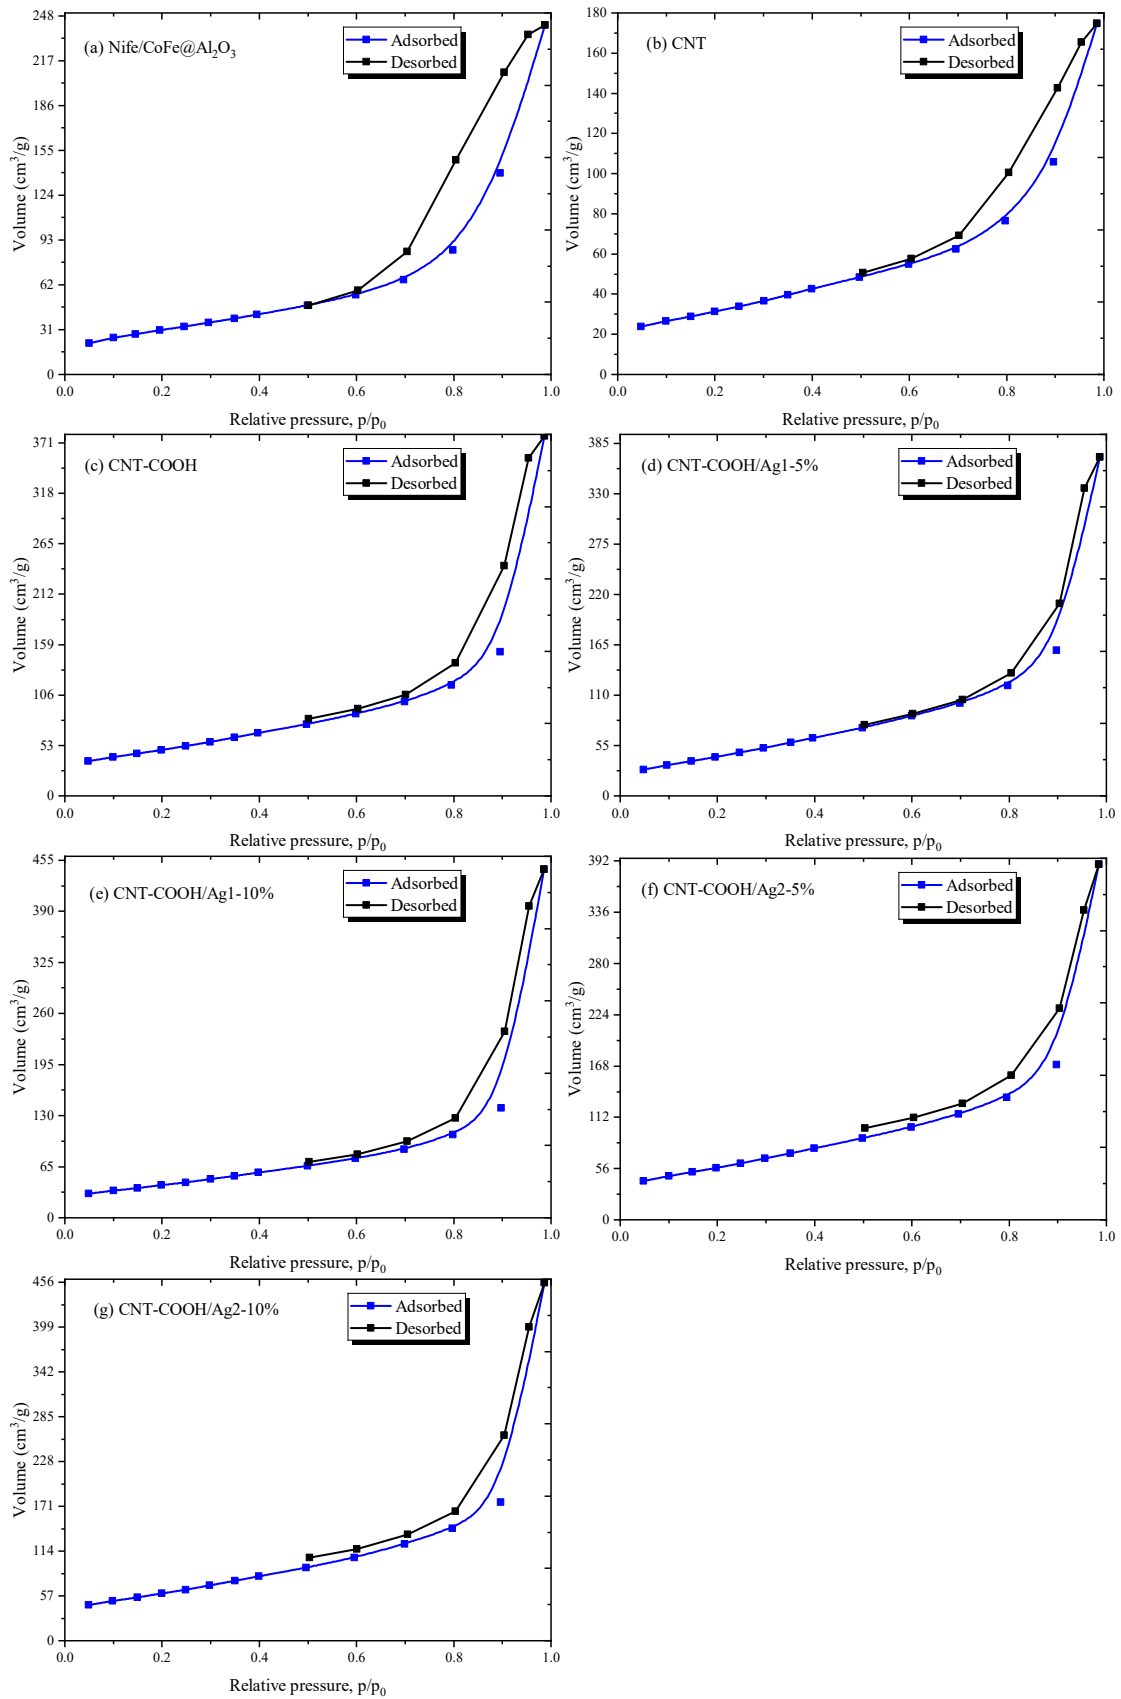 (a) Nife/CoFe@Al₂O₃
Adsorbed
Desorbed
248
217
186
155
124
93
62
31
0
Volume (cm³/g)
0.0 0.2 0.4 0.6 0.8 1.0
Relative pressure, p/p₀
(b) CNT
Adsorbed
Desorbed
180
160
140
120
100
80
60
40
20
0
Volume (cm³/g)
0.0 0.2 0.4 0.6 0.8 1.0
Relative pressure, p/p₀
(c) CNT-COOH
Adsorbed
Desorbed
371
318
265
212
159
106
53
0
Volume (cm³/g)
0.0 0.2 0.4 0.6 0.8 1.0
Relative pressure, p/p₀
(d) CNT-COOH/Ag1-5%
Adsorbed
Desorbed
385
330
275
220
165
110
55
0
Volume (cm³/g)
0.0 0.2 0.4 0.6 0.8 1.0
Relative pressure, p/p₀
(e) CNT-COOH/Ag1-10%
Adsorbed
Desorbed
455
390
325
260
195
130
65
0
Volume (cm³/g)
0.0 0.2 0.4 0.6 0.8 1.0
Relative pressure, p/p₀
(f) CNT-COOH/Ag2-5%
Adsorbed
Desorbed
392
336
280
224
168
112
56
0
Volume (cm³/g)
0.0 0.2 0.4 0.6 0.8 1.0
Relative pressure, p/p₀
(g) CNT-COOH/Ag2-10%
Adsorbed
Desorbed
456
399
342
285
228
171
114
57
0
Volume (cm³/g)
0.0 0.2 0.4 0.6 0.8 1.0
Relative pressure, p/p₀